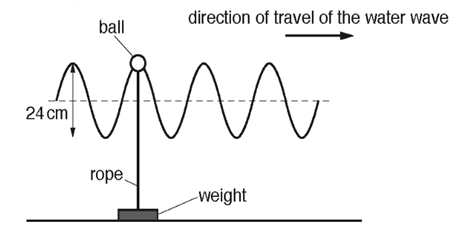 direction of travel of the water wave
ball
24 cm
rope
weight